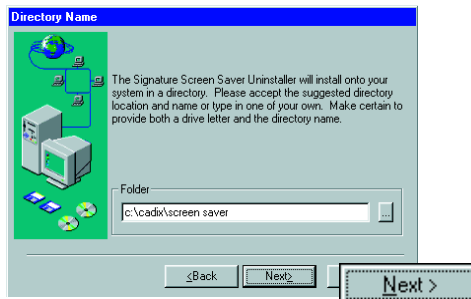 Directory Name
The Signature Screen Saver Uninstaller will install onto your
system in a directory. Please accept the suggested directory
location and name or type in one of your own. Make certain to
provide both a drive letter and the directory name.
Folder
c:\cadix\screen saver
...
<Back
Next>
Next >